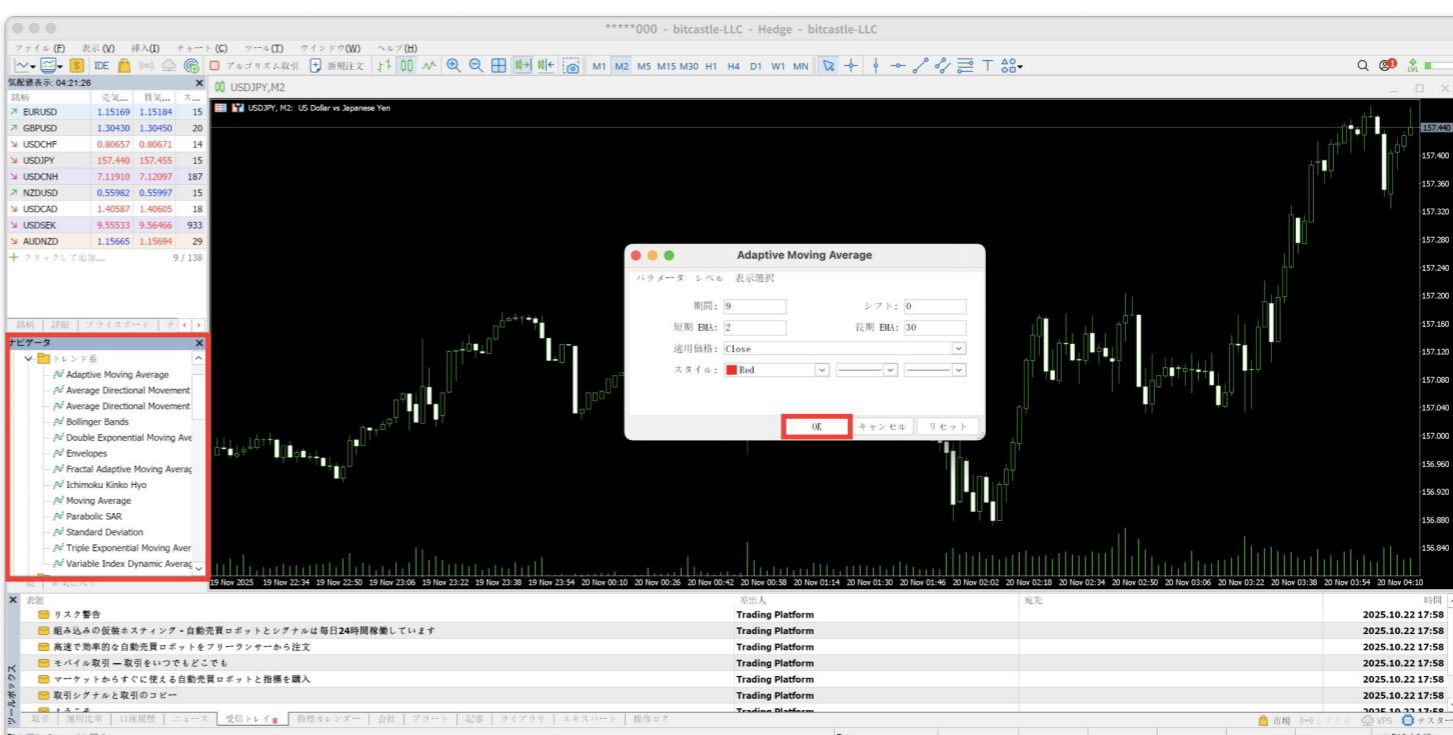 *****000 - bitcastle-LLC - Hedge - bitcastle-LLC
ファイル(F) 表示(V) 挿入(I) チャート(C) ツール(T) ウインドウ(W) ヘルプ(H)
IDE アルゴリズム取引 新規注文 M1 M2 M5 M15 M30 H1 H4 D1 W1 MN T LVL
気配値表示: 04:21:26
USDJPY,M2
銘柄 売気... 買気... ス...
USDJPY, M2: US Dollar vs Japanese Yen
EURUSD 1.15169 1.15184 15
GBPUSD 1.30430 1.30450 20
USDCHF 0.80657 0.80671 14
USDJPY 157.440 157.455 15
USDCNH 7.11910 7.12097 187
NZDUSD 0.55982 0.55997 15
USDCAD 1.40587 1.40605 18
USDSEK 9.55533 9.56466 933
AUDNZD 1.15665 1.15694 29
クリックして追加... 9 / 138
銘柄 詳細 プライスボード
ナビゲータ
トレンド系
Adaptive Moving Average
Average Directional Movement
Average Directional Movement
Bollinger Bands
Double Exponential Moving Ave
Envelopes
Fractal Adaptive Moving Averag
Ichimoku Kinko Hyo
Moving Average
Parabolic SAR
Standard Deviation
Triple Exponential Moving Aver
Variable Index Dynamic Averag
Adaptive Moving Average
パラメータ レベル 表示選択
期間: 9 シフト: 0
短期 EMA: 2 長期 EMA: 30
適用価格: Close
スタイル: Red
OK キャンセル リセット
157.440
157.400
157.360
157.320
157.280
157.240
157.200
157.160
157.120
157.080
157.040
157.000
156.960
156.920
156.880
156.840
19 Nov 2025 19 Nov 22:34 19 Nov 22:50 19 Nov 23:06 19 Nov 23:22 19 Nov 23:38 19 Nov 23:54 20 Nov 00:10 20 Nov 00:26 20 Nov 00:42 20 Nov 00:58 20 Nov 01:14 20 Nov 01:30 20 Nov 01:46 20 Nov 02:02 20 Nov 02:18 20 Nov 02:34 20 Nov 02:50 20 Nov 03:06 20 Nov 03:22 20 Nov 03:38 20 Nov 03:54 20 Nov 04:10
表題 差出人 宛先 時間
リスク警告 Trading Platform 2025.10.22 17:58
組み込みの仮装ホスティング - 自動売買ロボットとシグナルは毎日24時間稼働しています Trading Platform 2025.10.22 17:58
高速で効率的な自動売買ロボットをフリーランサーから注文 Trading Platform 2025.10.22 17:58
モバイル取引 — 取引をいつでもどこでも Trading Platform 2025.10.22 17:58
マーケットからすぐに使える自動売買ロボットと指標を購入 Trading Platform 2025.10.22 17:58
取引シグナルと取引のコピー Trading Platform 2025.10.22 17:58
ようこそ Trading Platform 2025.10.22 17:58
ツールボックス
取引 運用比率 口座履歴 ニュース 受信トレイ 8 指標カレンダー 会社 アラート 記事 ライブラリ エキスパート 操作ログ 市場 シグナル VPS テスター